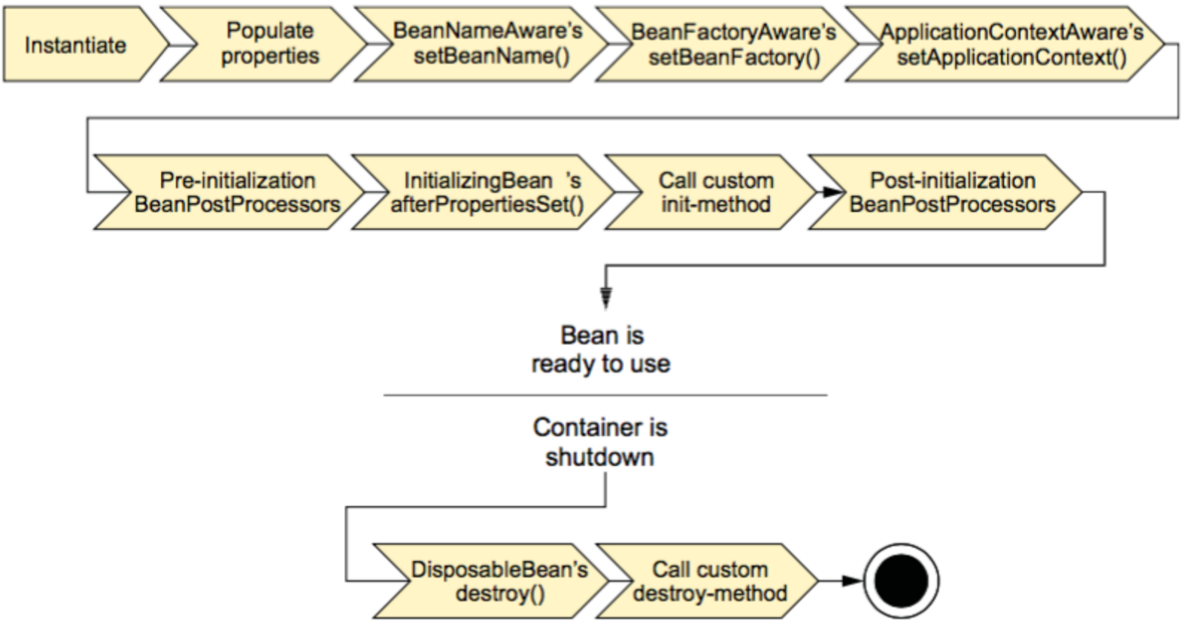 Instantiate
Populate
properties
BeanNameAware's
setBeanName()
BeanFactoryAware's
setBeanFactory()
ApplicationContextAware's
setApplicationContext()
Pre-initialization
BeanPostProcessors
InitializingBean 's
afterPropertiesSet()
Call custom
init-method
Post-initialization
BeanPostProcessors
Bean is
ready to use
Container is
shutdown
DisposableBean's
destroy()
Call custom
destroy-method